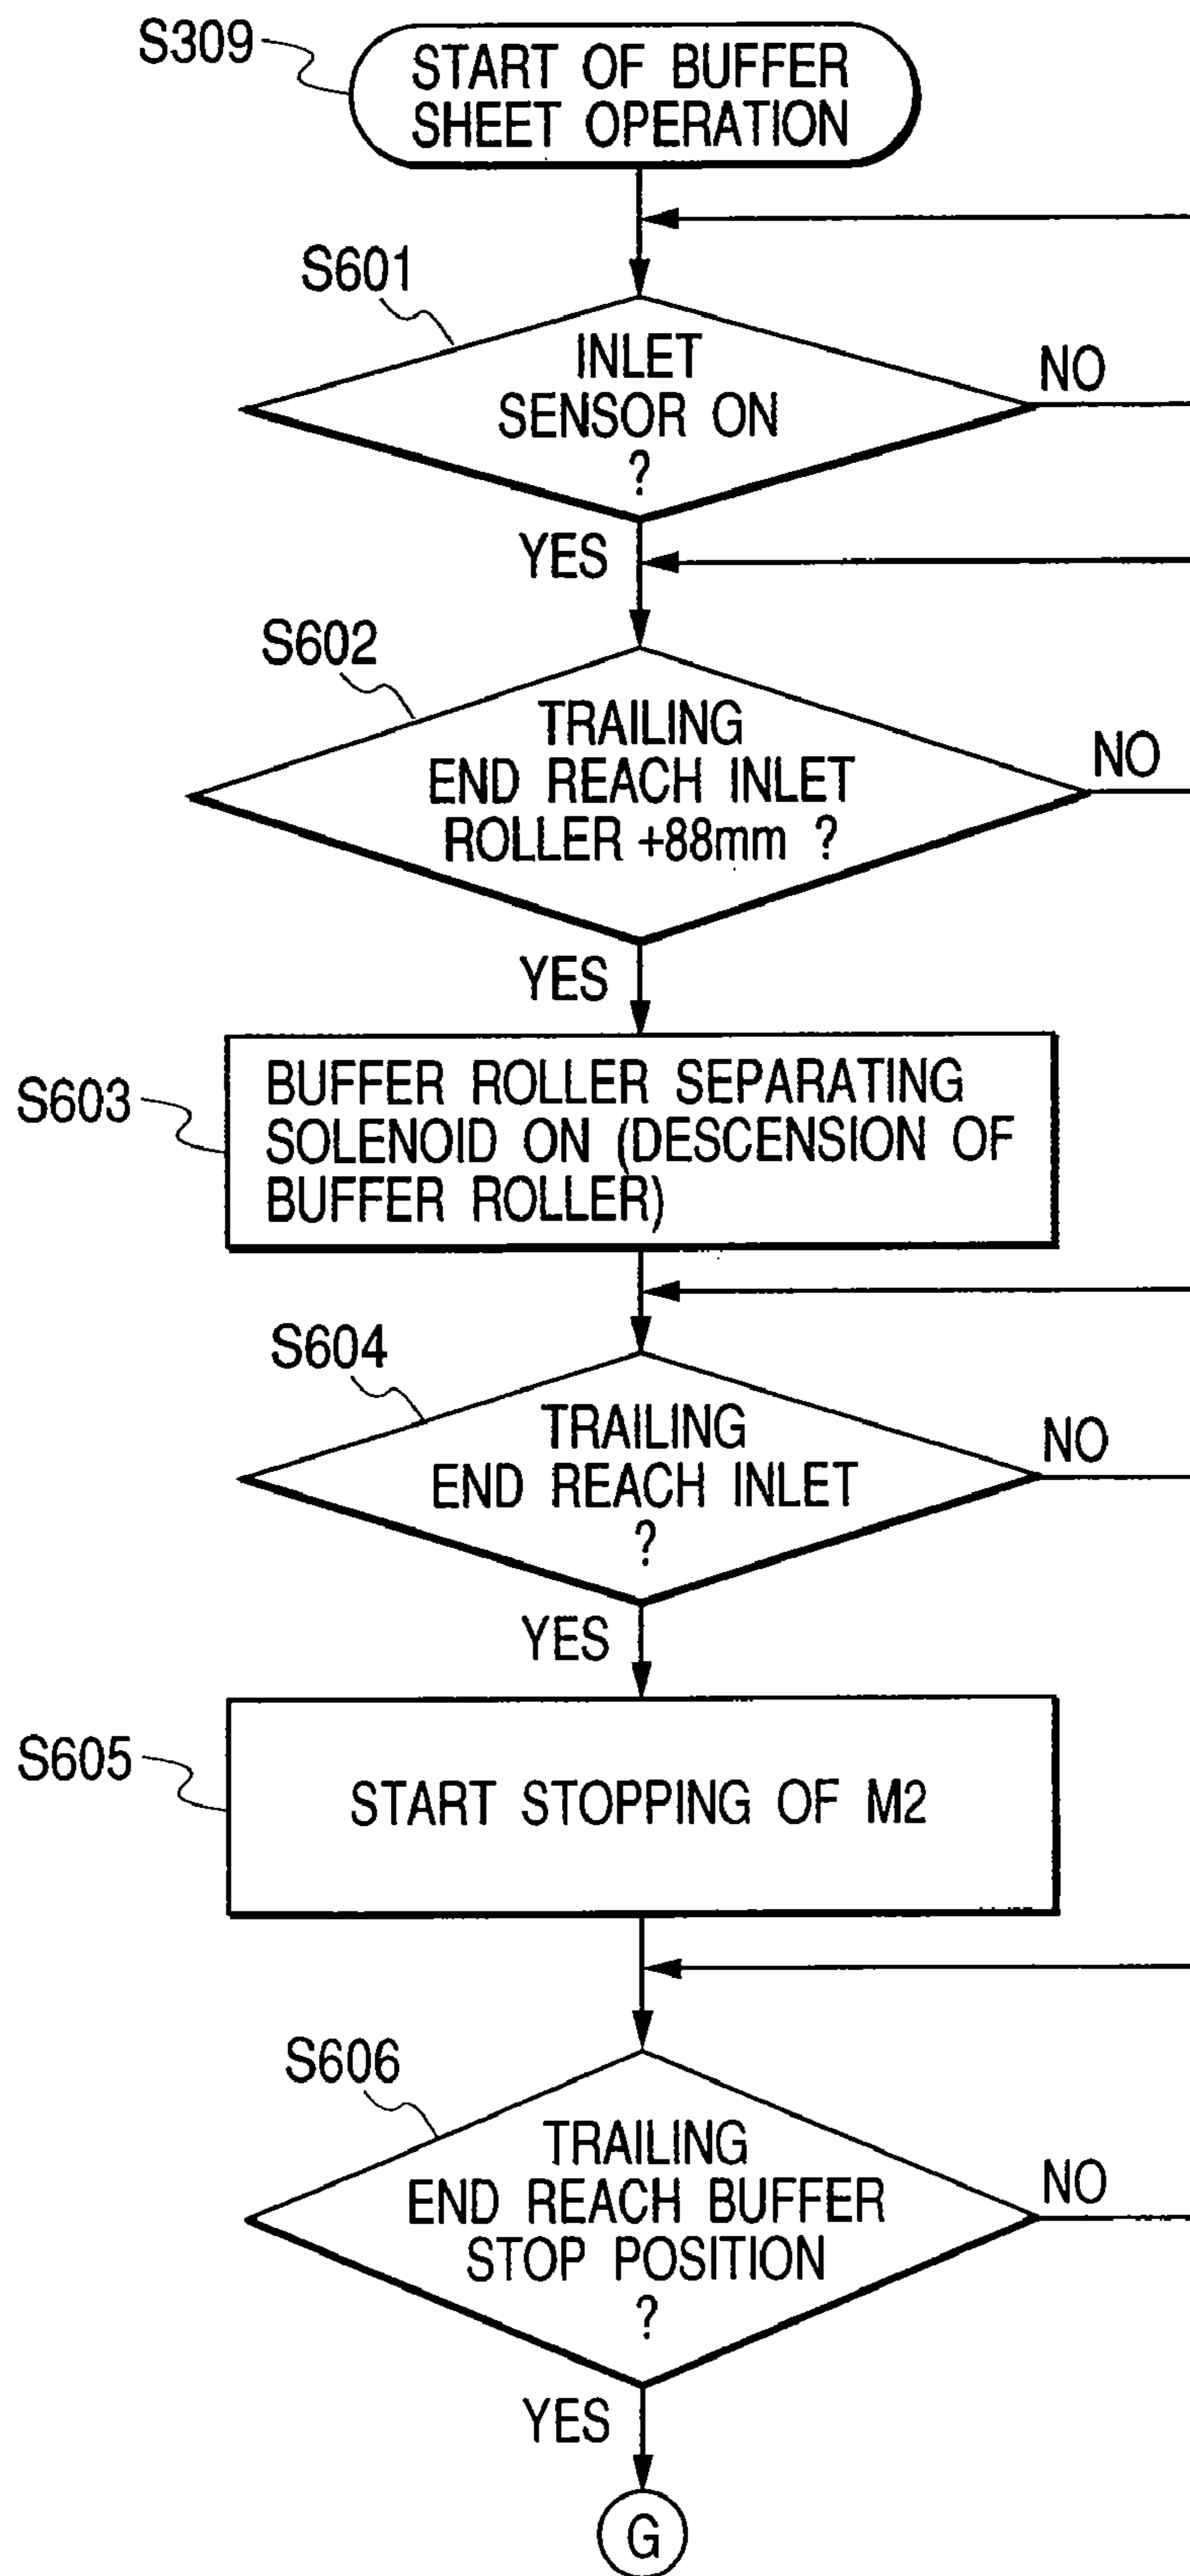 S309
START OF BUFFER
SHEET OPERATION
S601
INLET
SENSOR ON
?
NO
YES
S602
TRAILING
END REACH INLET
ROLLER +88mm ?
NO
YES
S603
BUFFER ROLLER SEPARATING
SOLENOID ON (DESCENSION OF
BUFFER ROLLER)
S604
TRAILING
END REACH INLET
?
NO
YES
S605
START STOPPING OF M2
S606
TRAILING
END REACH BUFFER
STOP POSITION
?
NO
YES
G